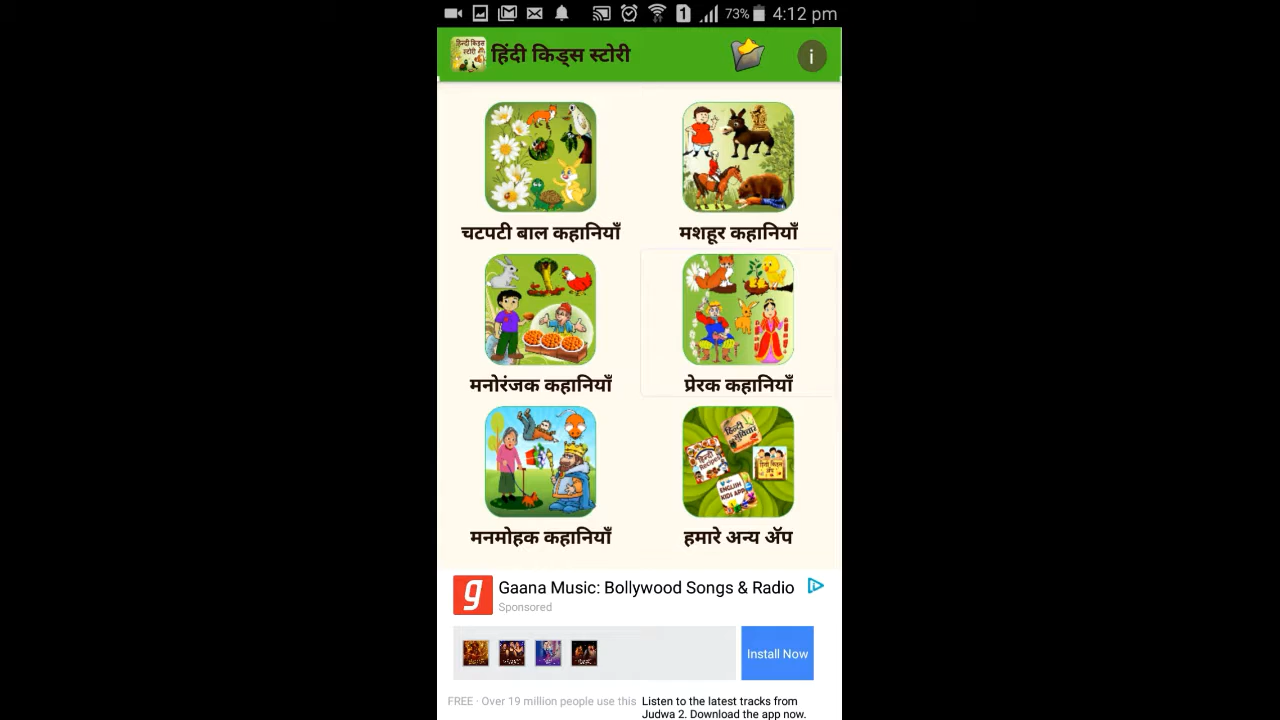 73% 4:12 pm
हिंदी किड्स स्टोरी
चटपटी बाल कहानियाँ
मशहूर कहानियाँ
मनोरंजक कहानियाँ
प्रेरक कहानियाँ
मनमोहक कहानियाँ
हमारे अन्य ॲप
Gaana Music: Bollywood Songs & Radio
Sponsored
Install Now
FREE · Over 19 million people use this
Listen to the latest tracks from
Judwa 2. Download the app now.